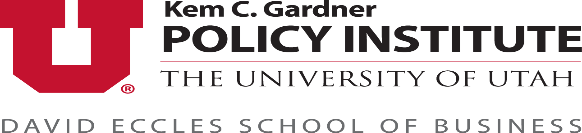 Kem C. Gardner
POLICY INSTITUTE
THE UNIVERSITY OF UTAH
U®
DAVID ECCLES SCHOOL OF BUSINESS